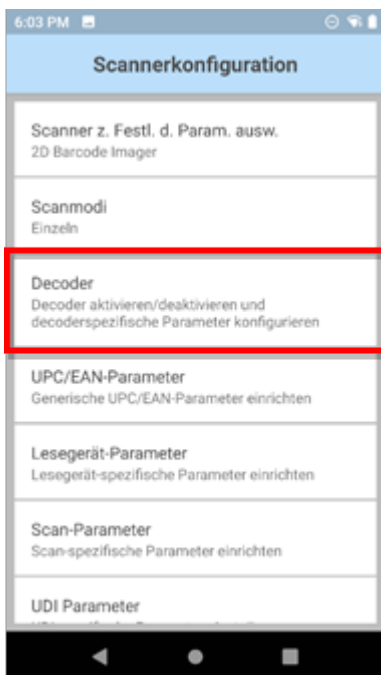 6:03 PM
Scannerkonfiguration
Scanner z. Festl. d. Param. ausw.
2D Barcode Imager
Scanmodi
Einzeln
Decoder
Decoder aktivieren/deaktivieren und
decoderspezifische Parameter konfigurieren
UPC/EAN-Parameter
Generische UPC/EAN-Parameter einrichten
Lesegerät-Parameter
Lesegerät-spezifische Parameter einrichten
Scan-Parameter
Scan-spezifische Parameter einrichten
UDI Parameter